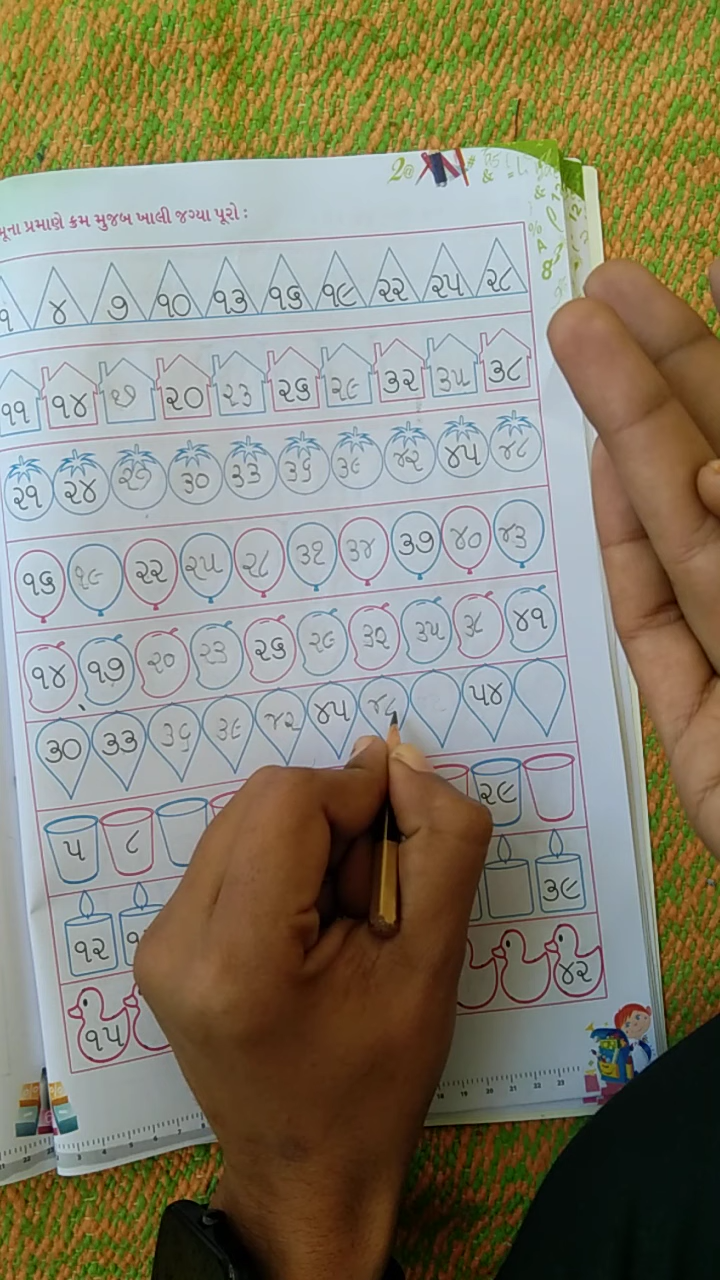 પ્રમાણે ક્રમ મુજબ ખાલી જગ્યા પૂરો :
૧ ૪ ૭ ૧૦ ૧૩ ૧૬ ૧૯ ૨૨ ૨૫ ૨૮
૧૧ ૧૪ ૧૭ ૨૦ ૨૩ ૨૬ ૨૯ ૩૨ ૩૫ ૩૮
૨૧ ૨૪ ૨૭ ૩૦ ૩૩ ૩૬ ૩૯ ૪૨ ૪૫ ૪૮
૧૬ ૧૯ ૨૨ ૨૫ ૨૮ ૩૧ ૩૪ ૩૭ ૪૦ ૪૩
૧૪ ૧૭ ૨૦ ૨૩ ૨૬ ૨૯ ૩૨ ૩૫ ૩૮ ૪૧
૩૦ ૩૩ ૩૬ ૩૯ ૪૨ ૪૫ ૪૮ ૫૪
૫ ૮ ૨૯
૧૨ ૩૯
૧૫ ૪૨